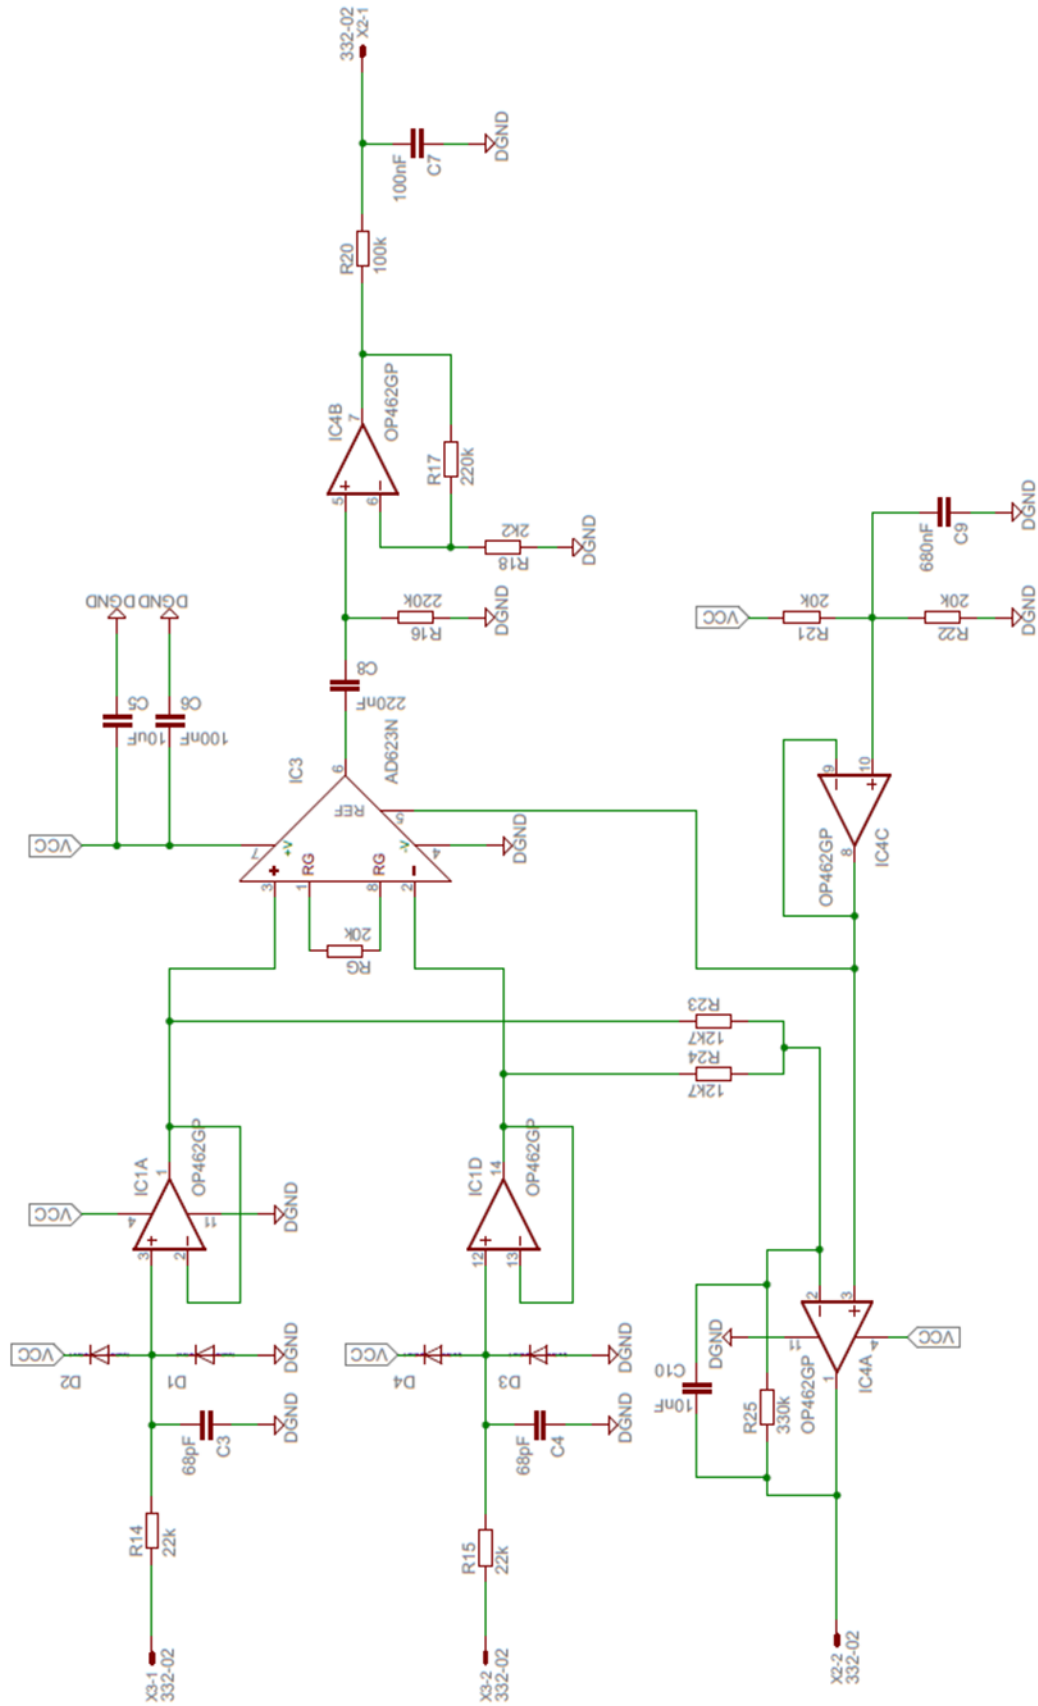 332-02
X2-1
100nF
C7
DGND
R20
100k
IC4B
7
OP462GP
5
6
R17
220k
2k2
R18
DGND
220k
R16
DGND
C8
220nF
DGND
DGND
C5
10uF
C6
100nF
VCC
IC3
AD623N
6
REF
5
7
+V
-V
4
DGND
3
1
RG
RG
8
2
20k
RG
VCC
20k
R21
20k
R22
DGND
680nF
C9
DGND
9
10
OP462GP
8
IC4C
R23
12k7
R24
12k7
IC1A
1
OP462GP
VCC
4
11
DGND
3
2
IC1D
14
OP462GP
12
13
VCC
D2
D1
DGND
68pF
C3
DGND
VCC
D4
D3
DGND
68pF
C4
DGND
R14
22k
X3-1
332-02
R15
22k
X3-2
332-02
DGND
C10
10nF
R25
330k
11
2
3
4
VCC
OP462GP
1
IC4A
X2-2
332-02